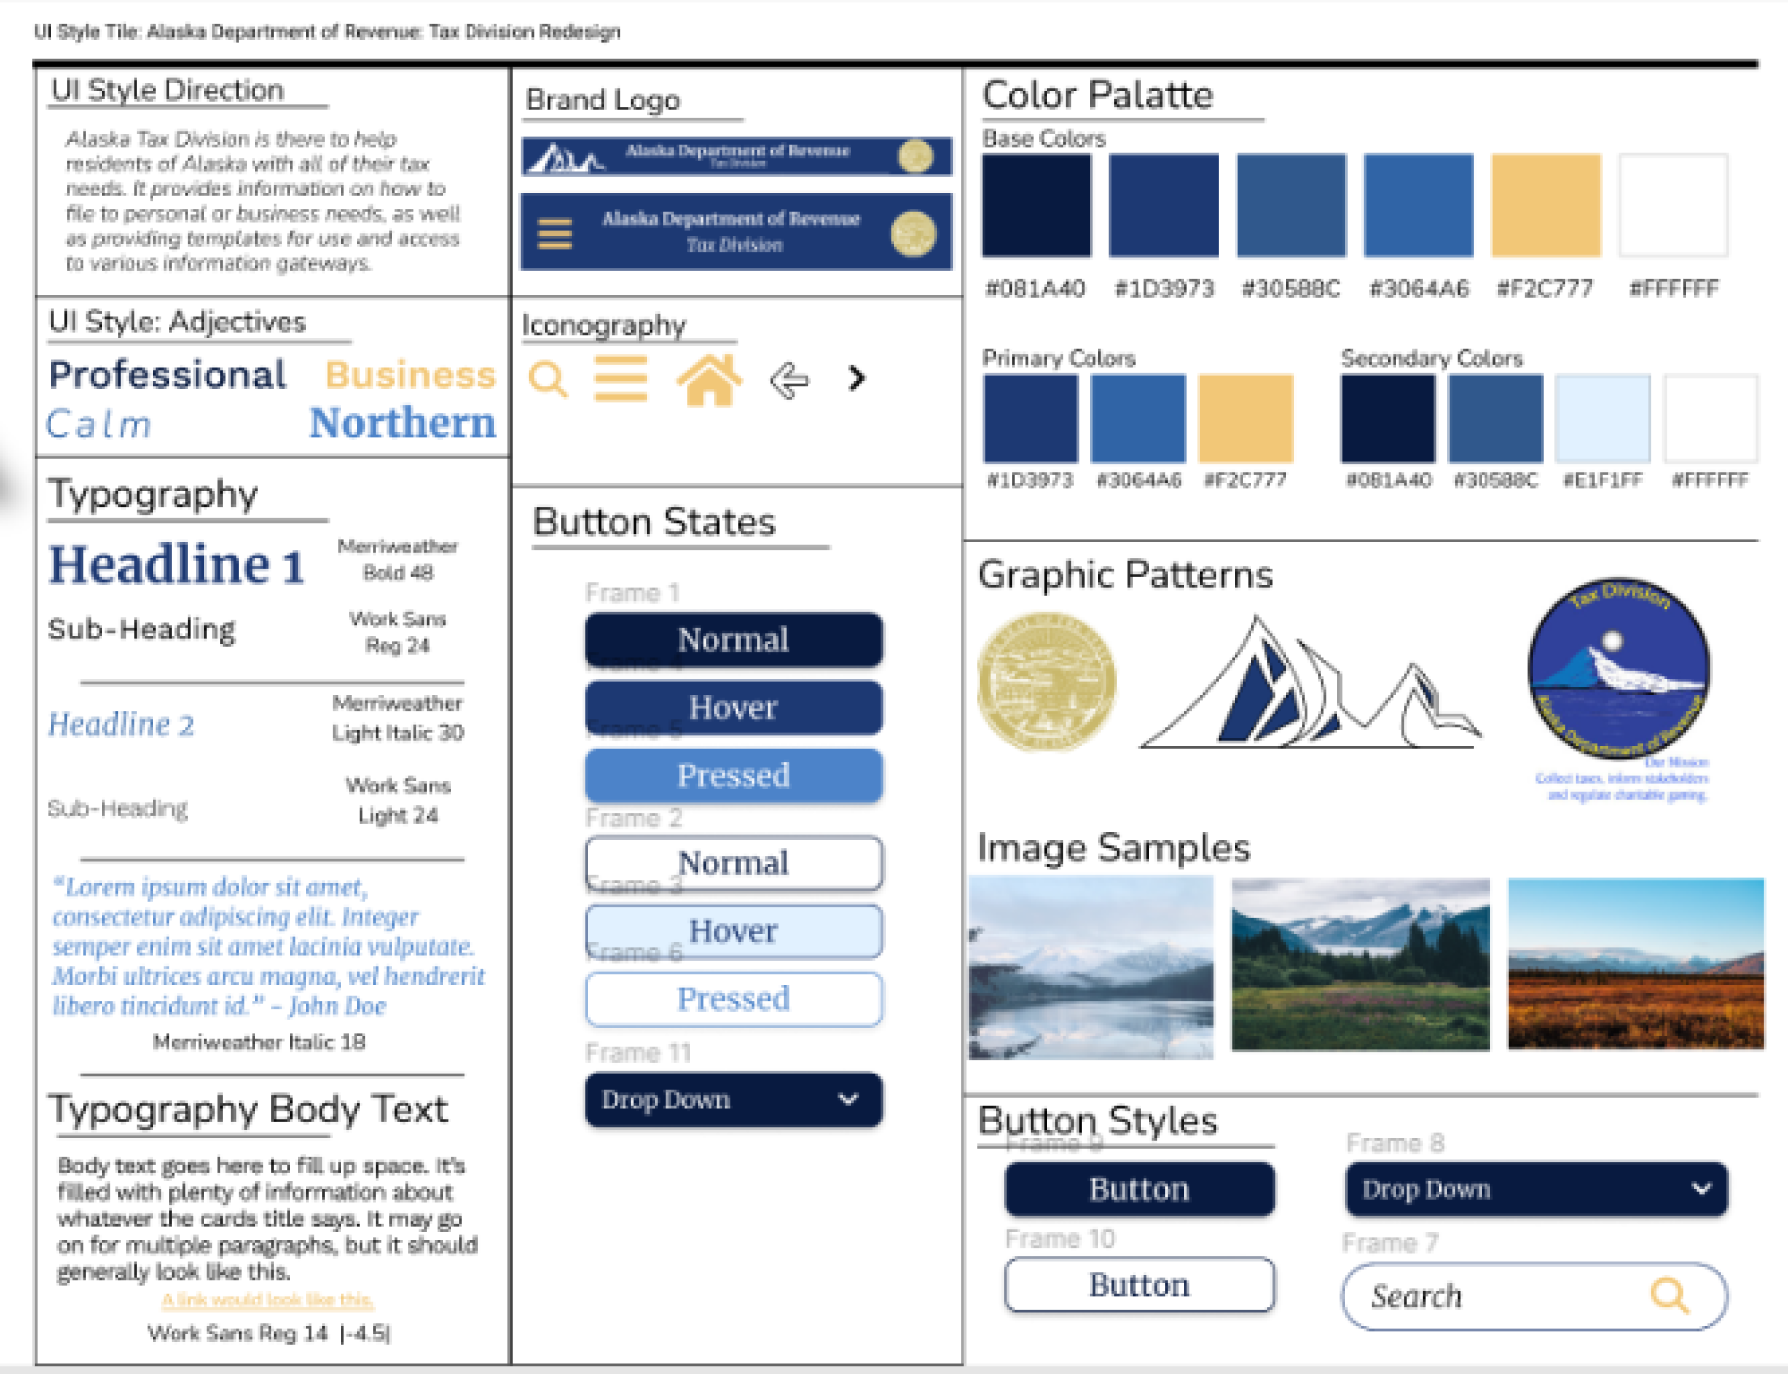 UI Style Tile: Alaska Department of Revenue: Tax Division Redesign
UI Style Direction
Alaska Tax Division is there to help
residents of Alaska with all of their tax
needs. It provides information on how to
file to personal or business needs, as well
as providing templates for use and access
to various information gateways.
UI Style: Adjectives
Professional
Business
Calm
Northern
Typography
Headline 1
Merriweather
Bold 48
Sub-Heading
Work Sans
Reg 24
Headline 2
Merriweather
Light Italic 30
Sub-Heading
Work Sans
Light 24
“Lorem ipsum dolor sit amet,
consectetur adipiscing elit. Integer
semper enim sit amet lacinia vulputate.
Morbi ultrices arcu magna, vel hendrerit
libero tincidunt id.” – John Doe
Merriweather Italic 18
Typography Body Text
Body text goes here to fill up space. It's
filled with plenty of information about
whatever the cards title says. It may go
on for multiple paragraphs, but it should
generally look like this.
A link would look like this.
Work Sans Reg 14 |-4.5|
Brand Logo
Alaska Department of Revenue
Tax Division
Alaska Department of Revenue
Tax Division
Iconography
Button States
Frame 1
Normal
Frame 4
Hover
Frame 5
Pressed
Frame 2
Normal
Frame 3
Hover
Frame 6
Pressed
Frame 11
Drop Down
Color Palatte
Base Colors
#081A40
#1D3973
#30588C
#3064A6
#F2C777
#FFFFFF
Primary Colors
#1D3973
#3064A6
#F2C777
Secondary Colors
#081A40
#30588C
#E1F1FF
#FFFFFF
Graphic Patterns
Tax Division
Alaska Department of Revenue
Our Mission
Collect taxes, inform stakeholders
and regulate charitable gaming.
Image Samples
Button Styles
Frame 9
Button
Frame 8
Drop Down
Frame 10
Button
Frame 7
Search